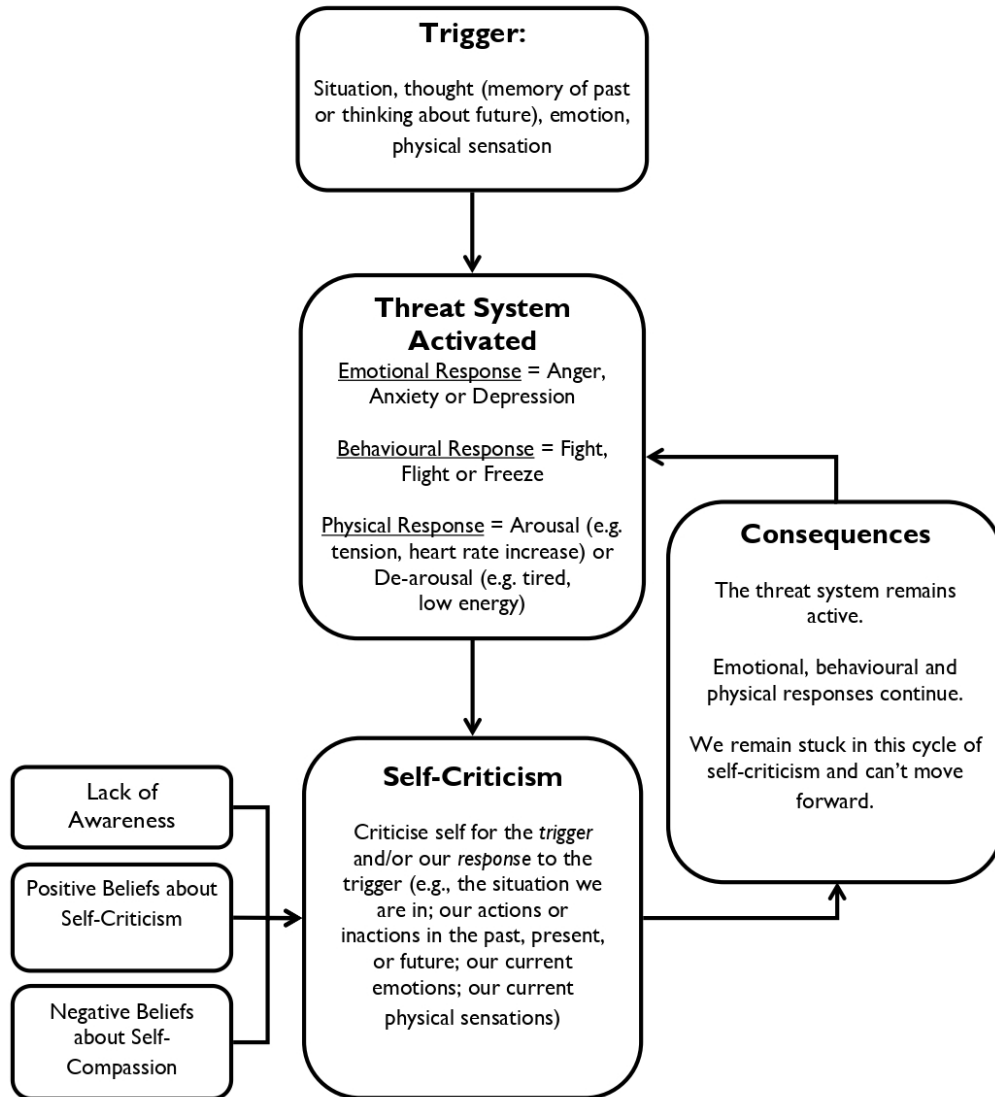 Trigger:
Situation, thought (memory of past
or thinking about future), emotion,
physical sensation
Threat System
Activated
Emotional Response = Anger,
Anxiety or Depression
Behavioural Response = Fight,
Flight or Freeze
Physical Response = Arousal (e.g.
tension, heart rate increase) or
De-arousal (e.g. tired,
low energy)
Consequences
The threat system remains
active.
Emotional, behavioural and
physical responses continue.
We remain stuck in this cycle of
self-criticism and can’t move
forward.
Lack of
Awareness
Positive Beliefs about
Self-Criticism
Negative Beliefs
about Self-
Compassion
Self-Criticism
Criticise self for the trigger
and/or our response to the
trigger (e.g., the situation we
are in; our actions or
inactions in the past, present,
or future; our current
emotions; our current
physical sensations)